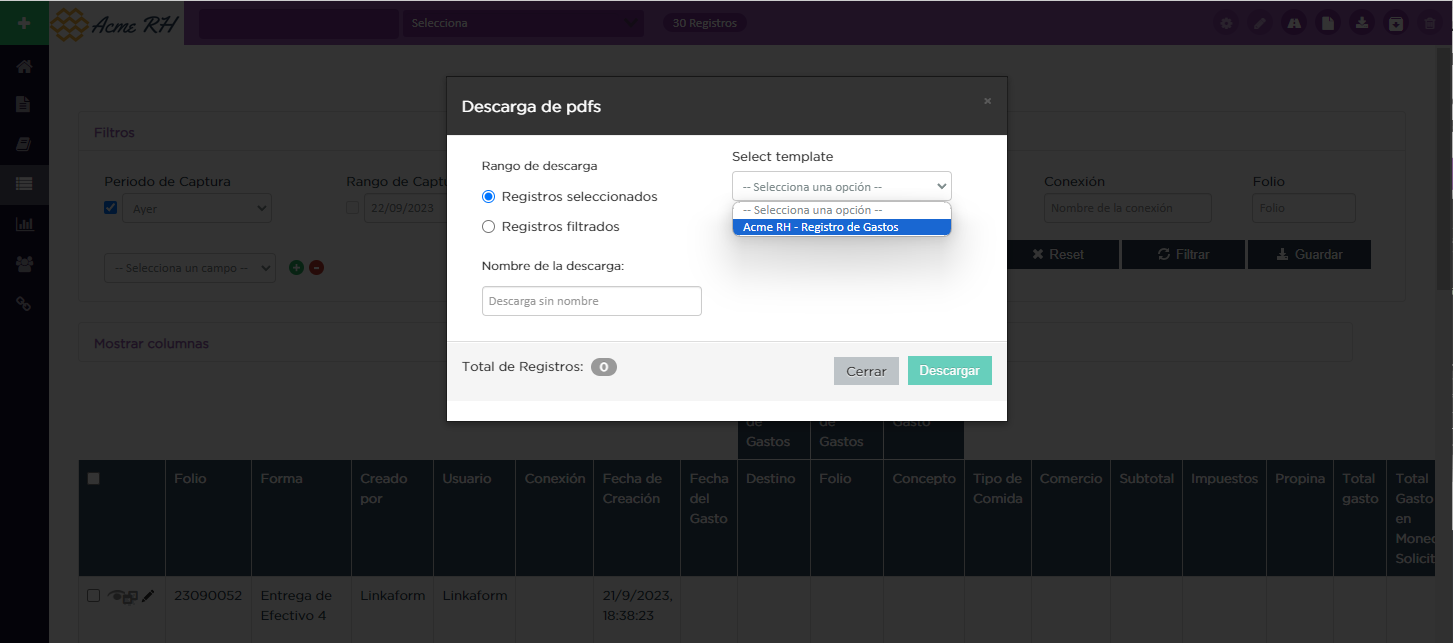 Acme RH
Selecciona
30 Registros
Descarga de pdfs
×
Filtros
Periodo de Captura
Ayer
Rango de Captu
22/09/2023
Rango de descarga
Registros seleccionados
Registros filtrados
Nombre de la descarga:
Descarga sin nombre
Select template
-- Selecciona una opción --
-- Selecciona una opción --
Acme RH - Registro de Gastos
Conexión
Nombre de la conexión
Folio
Folio
-- Selecciona un campo --
Reset
Filtrar
Guardar
Mostrar columnas
Total de Registros: 0
Cerrar
Descargar
de
Gastos
de
Gastos
Gasto
Folio
Forma
Creado
por
Usuario
Conexión
Fecha de
Creación
Fecha
del
Gasto
Destino
Folio
Concepto
Tipo de
Comida
Comercio
Subtotal
Impuestos
Propina
Total
gasto
Total
Gasto
en
Moned
Solicit
23090052
Entrega de
Efectivo 4
Linkaform
Linkaform
21/9/2023,
18:38:23